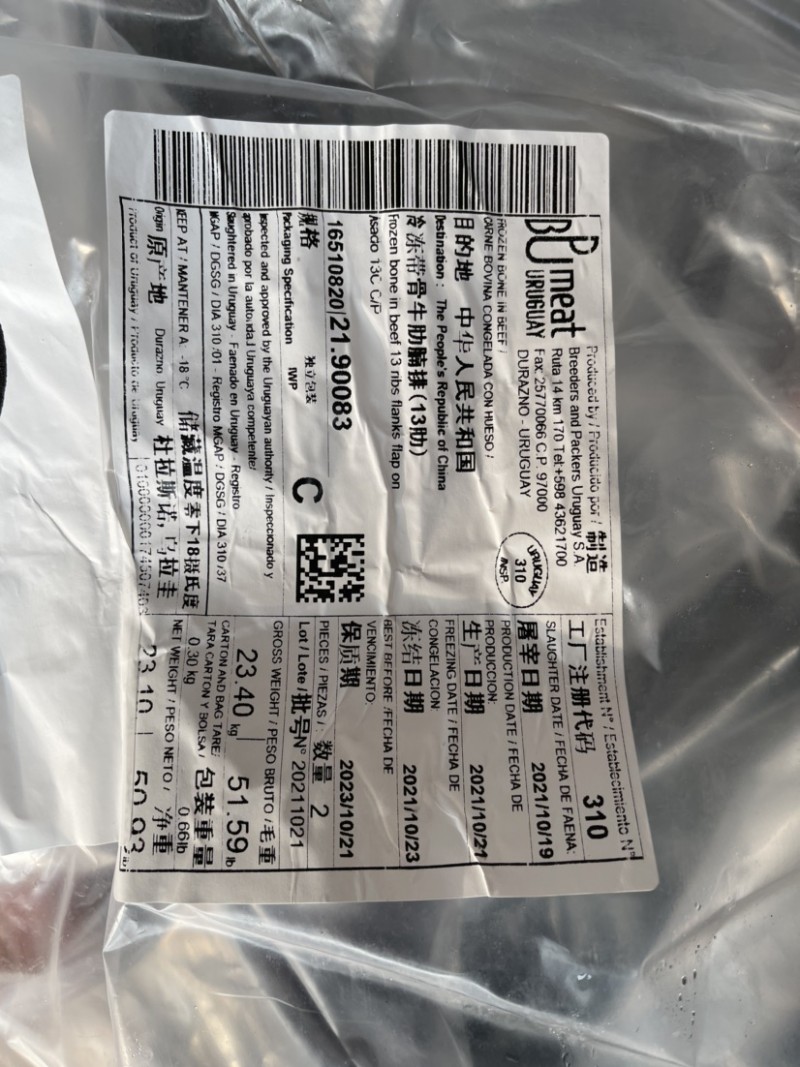 BPU meat
URUGUAY
Produced by / Producido por / 制造
Breeders and Packers Uruguay S.A
Ruta 14 km 170 Tel:+598 43621700
Fax: 25770066 C.P. 97000
DURAZNO - URUGUAY
URUGUAY
310
INSP.
FROZEN BONE IN BEEF /
CARNE BOVINA CONGELADA CON HUESO /
目的地 中华人民共和国
Destination : The People's Republic of China
冷冻带骨牛肋腩排(13肋)
Frozen bone in beef 13 ribs flanks flap on
Asado 13C C/P
16510820|21.90083
规格 独立包装
Packaging Specification IWP
C
Inspected and approved by the Uruguayan authority / Inspeccionado y
aprobado por la autoridad Uruguaya competente/
Slaughtered in Uruguay - Faenado en Uruguay - Registro
MGAP / DGSG / DIA 310 /01 - Registro MGAP / DGSG / DIA 310 /37
KEEP AT / MANTENER A -18 °C 储藏温度零下18摄氏度
Origin 原产地 Durazno, Uruguay 杜拉斯诺, 乌拉圭
Product of Uruguay / Producto de Uruguay
Establishment N° / Establecimiento N°
工厂注册代码 310
SLAUGHTER DATE / FECHA DE FAENA:
屠宰日期 2021/10/19
PRODUCTION DATE / FECHA DE
PRODUCCION:
生产日期 2021/10/21
FREEZING DATE / FECHA DE
CONGELACION:
冻结日期 2021/10/23
BEST BEFORE /FECHA DE
VENCIMIENTO:
保质期 2023/10/21
PIECES / PIEZAS / : 数量 2
Lot / Lote /批号N° 20211021
GROSS WEIGHT / PESO BRUTO / 毛重
23.40 kg 51.59 lb
CARTON AND BAG TARE/
TARA CARTON Y BOLSA / 包装重量
0.30 kg 0.66lb
NET WEIGHT / PESO NETO / 净重
23.10 50.93